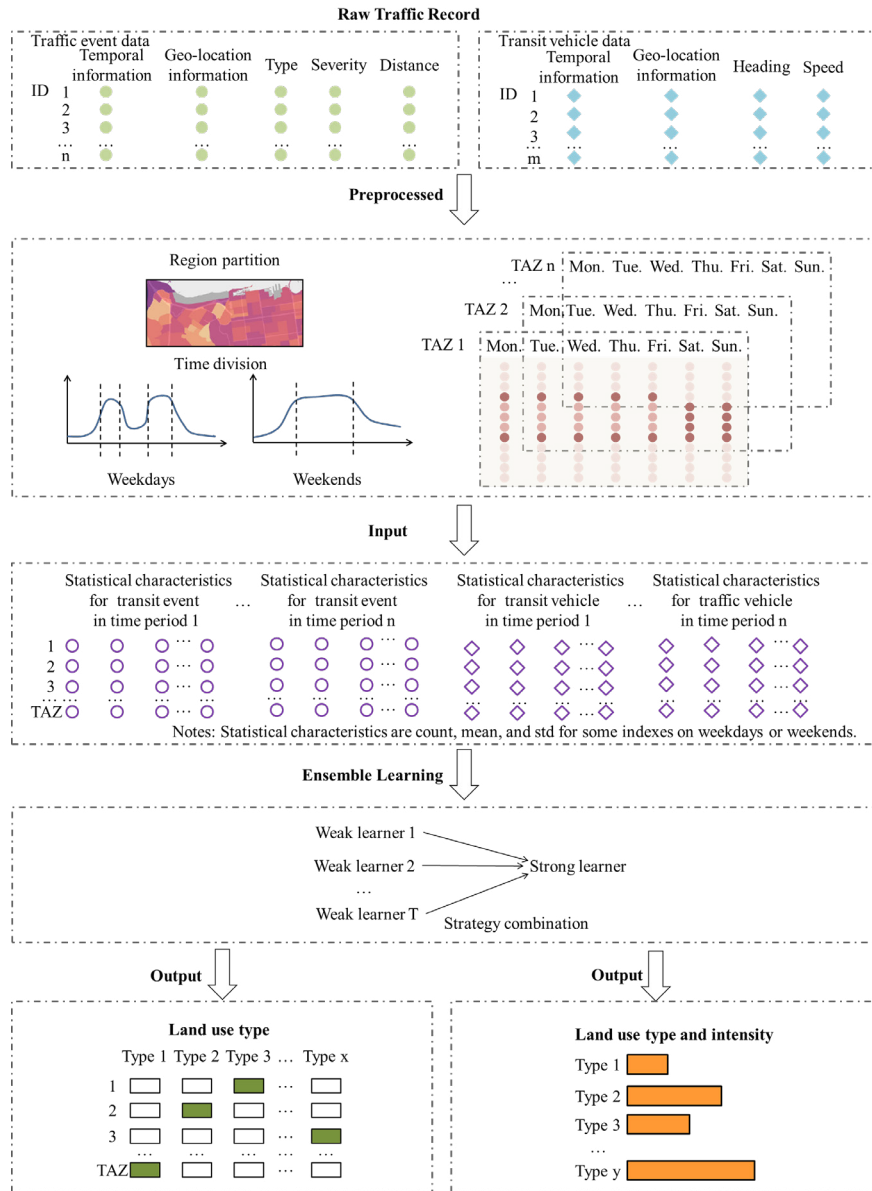 Raw Traffic Record
Traffic event data
Temporal information
Geo-location information
Type
Severity
Distance
ID
1
2
3
...
n
... ... ... ... ...
Transit vehicle data
Temporal information
Geo-location information
Heading
Speed
ID
1
2
3
...
m
... ... ... ...
Preprocessed
Region partition
Time division
Weekdays
Weekends
TAZ n Mon. Tue. Wed. Thu. Fri. Sat. Sun.
...
TAZ 2 Mon. Tue. Wed. Thu. Fri. Sat. Sun.
TAZ 1 Mon. Tue. Wed. Thu. Fri. Sat. Sun.
Input
Statistical characteristics
for transit event
in time period 1
...
Statistical characteristics
for transit event
in time period n
Statistical characteristics
for transit vehicle
in time period 1
...
Statistical characteristics
for traffic vehicle
in time period n
1
2
3
...
TAZ
Notes: Statistical characteristics are count, mean, and std for some indexes on weekdays or weekends.
Ensemble Learning
Weak learner 1
Weak learner 2
...
Weak learner T
Strong learner
Strategy combination
Output
Output
Land use type
Type 1 Type 2 Type 3 ... Type x
1 ...
2 ...
3 ...
... ... ... ... ...
TAZ ...
Land use type and intensity
Type 1
Type 2
Type 3
...
Type y